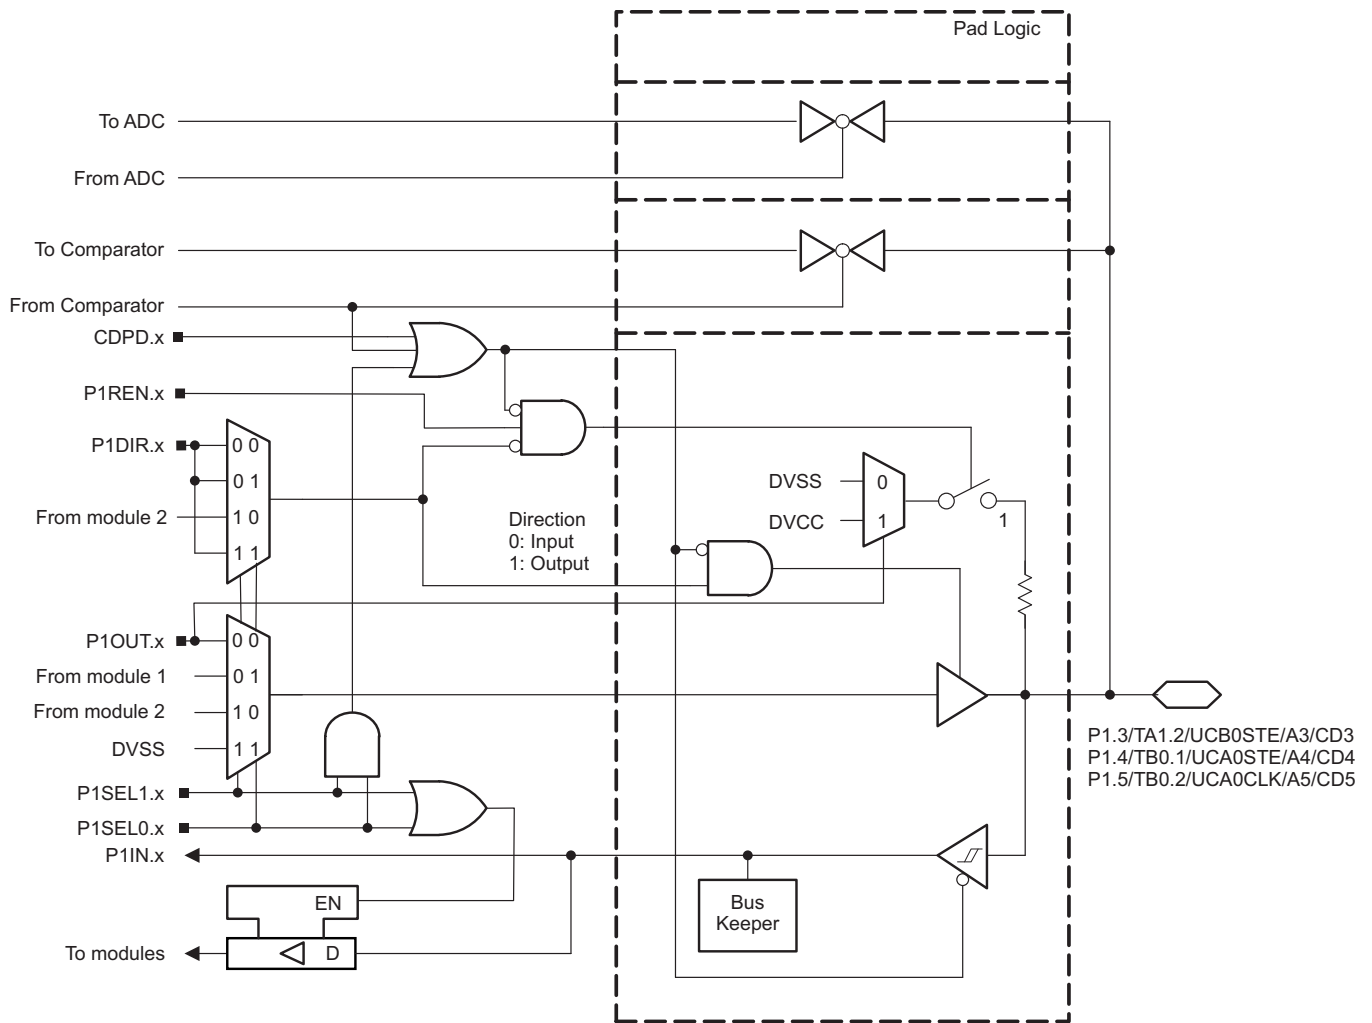 Pad Logic
To ADC
From ADC
To Comparator
From Comparator
CDPD.x
P1REN.x
P1DIR.x
0 0
0 1
From module 2
1 0
1 1
Direction
0: Input
1: Output
DVSS
0
DVCC
1
1
P1OUT.x
0 0
From module 1
0 1
From module 2
1 0
DVSS
1 1
P1.3/TA1.2/UCB0STE/A3/CD3
P1.4/TB0.1/UCA0STE/A4/CD4
P1.5/TB0.2/UCA0CLK/A5/CD5
P1SEL1.x
P1SEL0.x
P1IN.x
EN
Bus
Keeper
To modules
D